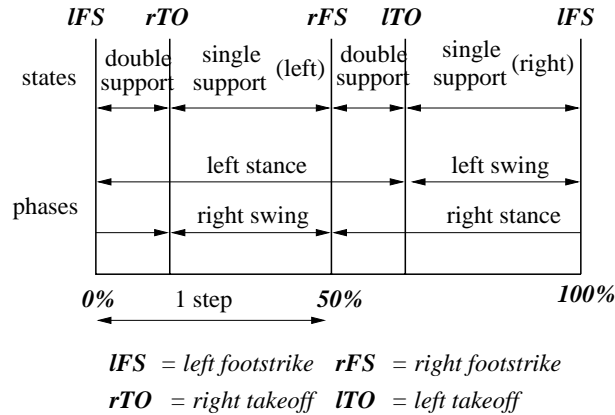 lFS rTO rFS lTO lFS
states double support single support (left) double support single support (right)
left stance left swing
phases
right swing right stance
0% 1 step 50% 100%
lFS = left footstrike rFS = right footstrike
rTO = right takeoff lTO = left takeoff